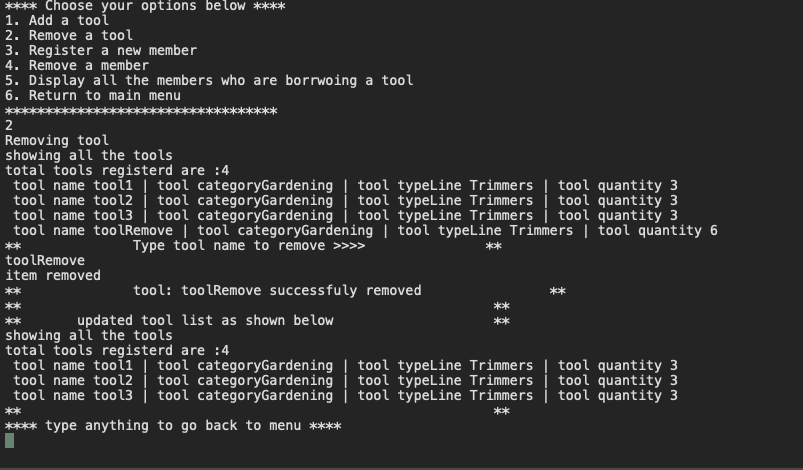 **** Choose your options below ****
1. Add a tool
2. Remove a tool
3. Register a new member
4. Remove a member
5. Display all the members who are borrwoing a tool
6. Return to main menu
**********************************
2
Removing tool
showing all the tools
total tools registerd are :4
 tool name tool1 | tool categoryGardening | tool typeLine Trimmers | tool quantity 3
 tool name tool2 | tool categoryGardening | tool typeLine Trimmers | tool quantity 3
 tool name tool3 | tool categoryGardening | tool typeLine Trimmers | tool quantity 3
 tool name toolRemove | tool categoryGardening | tool typeLine Trimmers | tool quantity 6
**              Type tool name to remove >>>>               **
toolRemove
item removed
**              tool: toolRemove successfuly removed                **
**                                                           **
**       updated tool list as shown below                    **
showing all the tools
total tools registerd are :4
 tool name tool1 | tool categoryGardening | tool typeLine Trimmers | tool quantity 3
 tool name tool2 | tool categoryGardening | tool typeLine Trimmers | tool quantity 3
 tool name tool3 | tool categoryGardening | tool typeLine Trimmers | tool quantity 3
**                                                           **
**** type anything to go back to menu ****